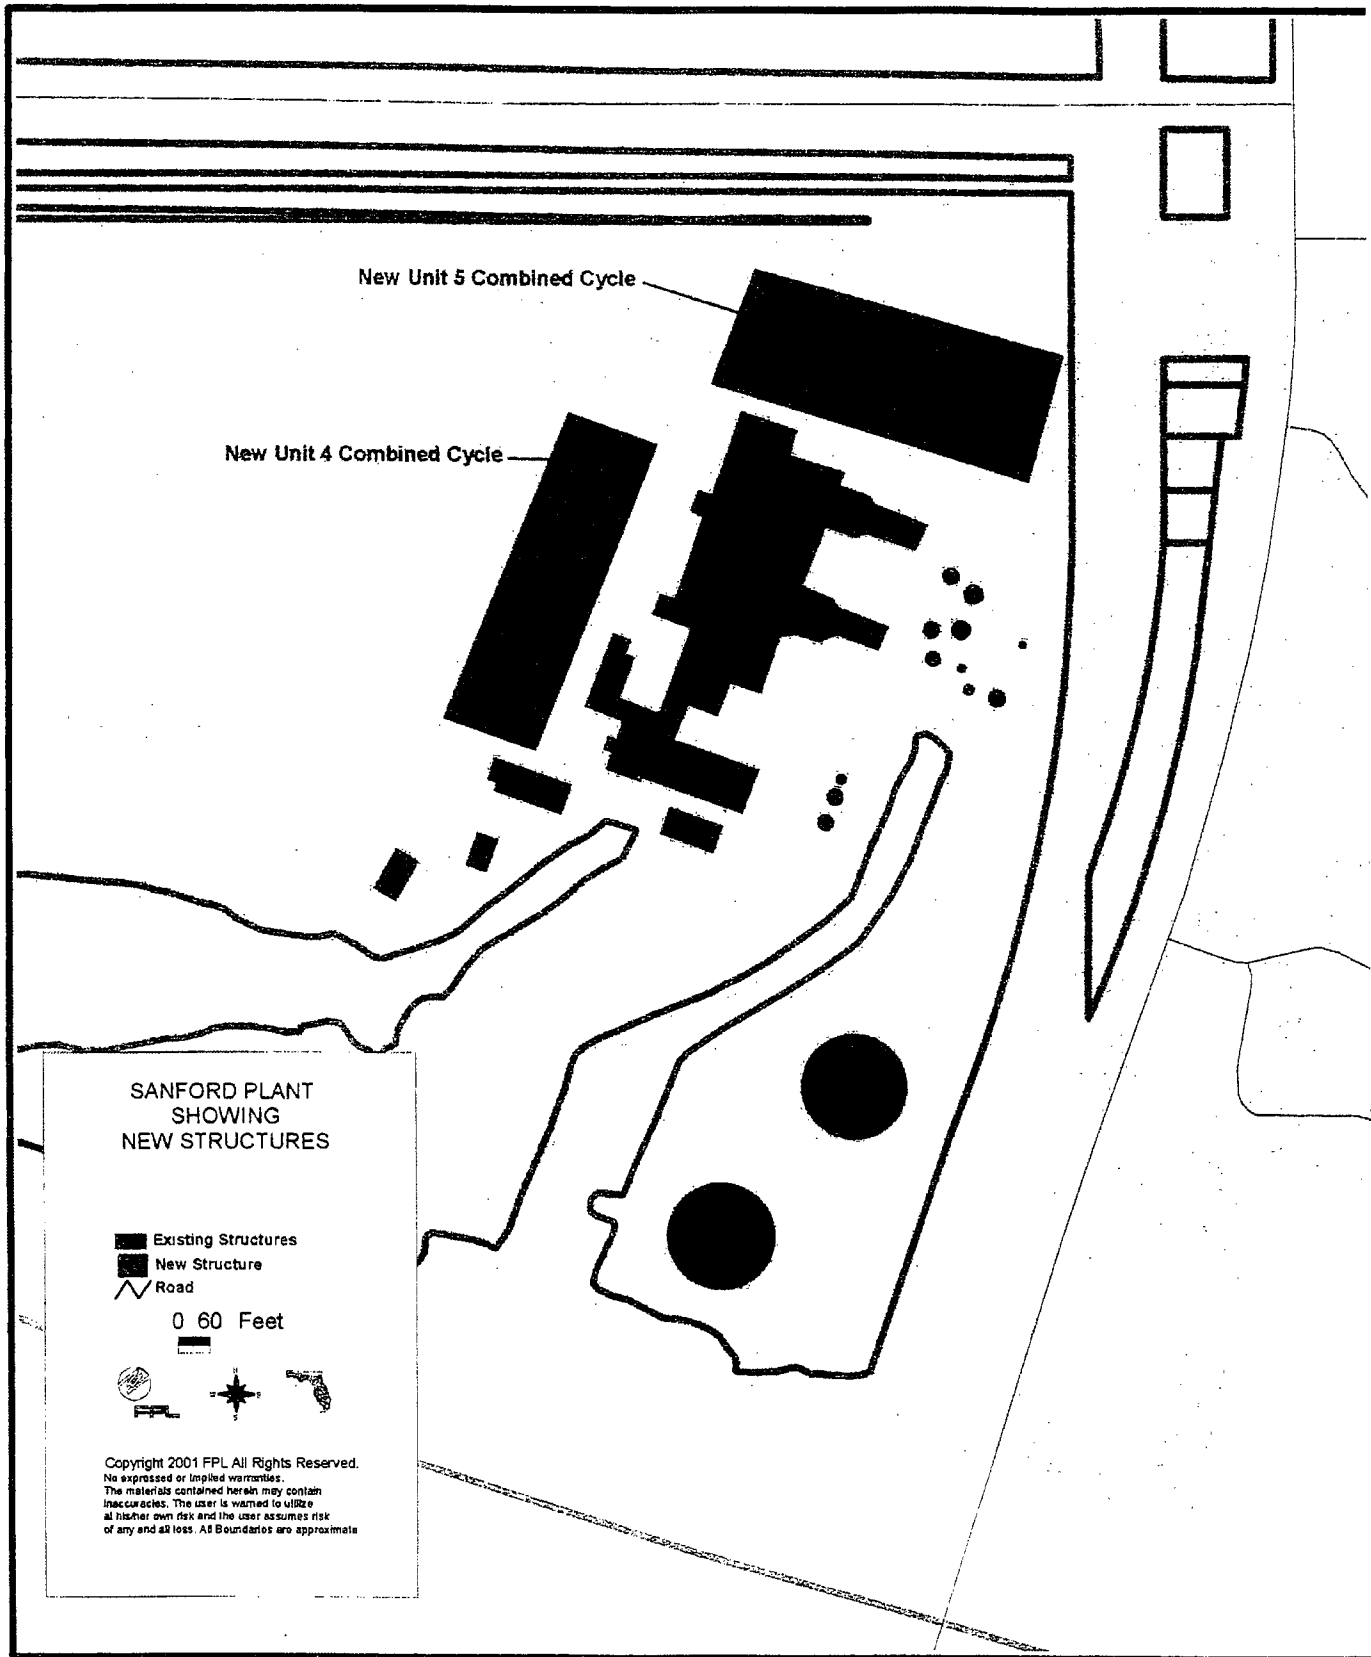 New Unit 5 Combined Cycle
New Unit 4 Combined Cycle
SANFORD PLANT
SHOWING
NEW STRUCTURES
Existing Structures
New Structure
Road
0 60 Feet
N
S
FPL
Copyright 2001 FPL All Rights Reserved.
No expressed or implied warranties.
The materials contained herein may contain
inaccuracies. The user is warned to utilize
at his/her own risk and the user assumes risk
of any and all loss. All Boundaries are approximate